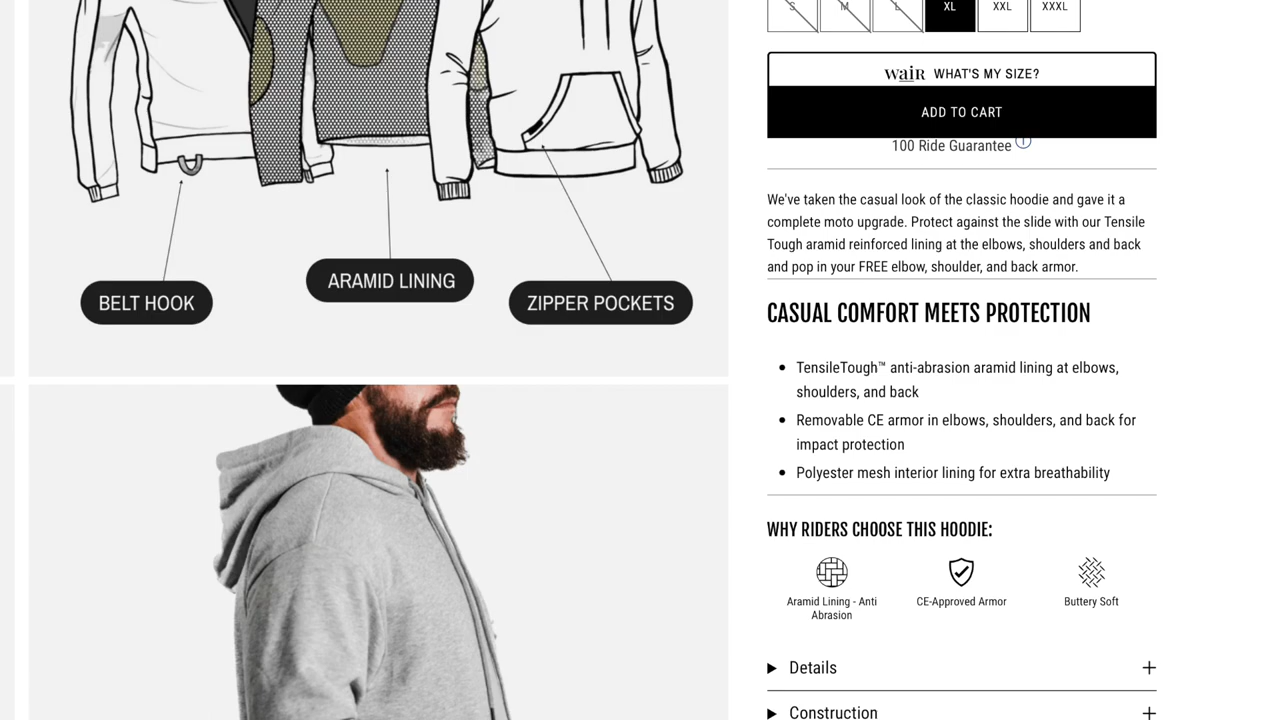 S M L XL XXL XXXL
waiR WHAT'S MY SIZE?
ADD TO CART
100 Ride Guarantee i
We've taken the casual look of the classic hoodie and gave it a
complete moto upgrade. Protect against the slide with our Tensile
Tough aramid reinforced lining at the elbows, shoulders and back
and pop in your FREE elbow, shoulder, and back armor.
BELT HOOK
ARAMID LINING
ZIPPER POCKETS
CASUAL COMFORT MEETS PROTECTION
• TensileTough™ anti-abrasion aramid lining at elbows,
shoulders, and back
• Removable CE armor in elbows, shoulders, and back for
impact protection
• Polyester mesh interior lining for extra breathability
WHY RIDERS CHOOSE THIS HOODIE:
Aramid Lining - Anti
Abrasion
CE-Approved Armor
Buttery Soft
Details
Construction